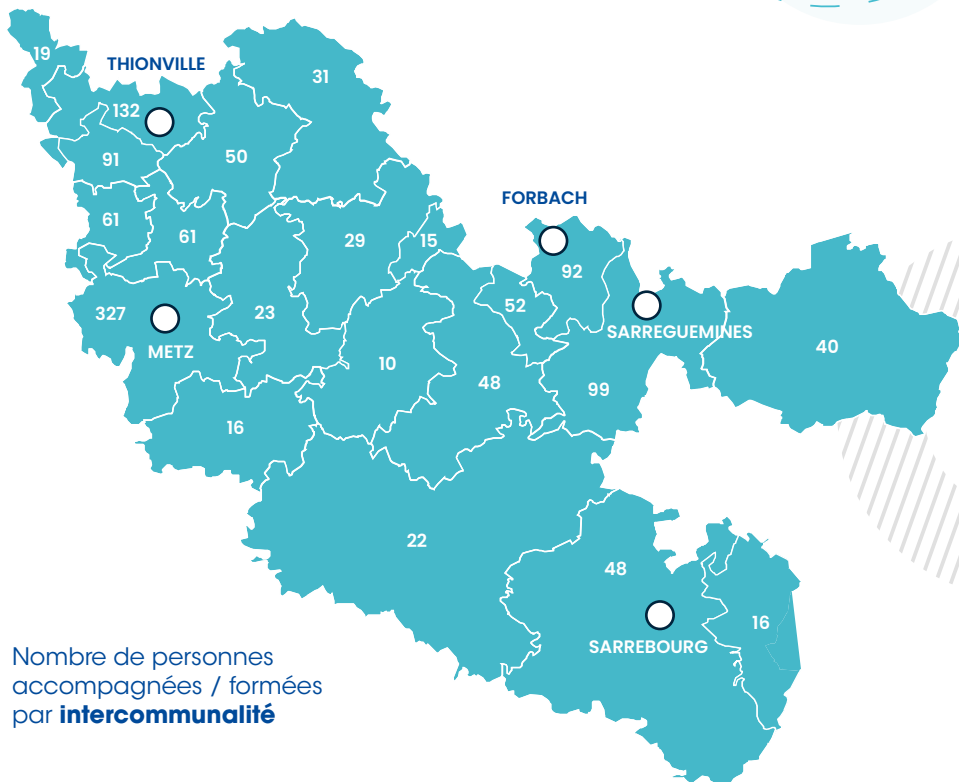 19
THIONVILLE
31
132
91
50
FORBACH
61
61
29
15
92
52
327
23
SARREGUEMINES
METZ
10
40
48
99
16
22
48
16
SARREBOURG
Nombre de personnes
accompagnées / formées
par intercommunalité